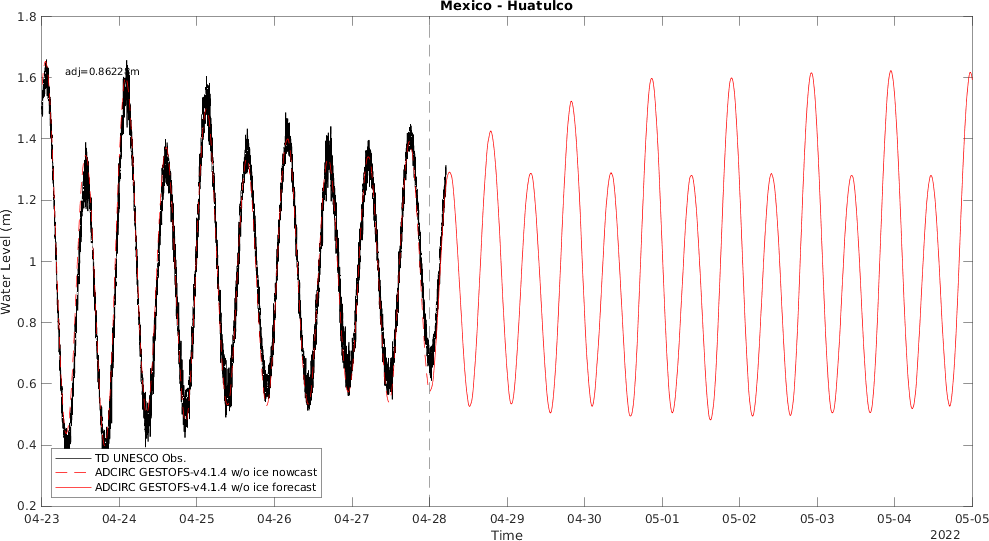 Mexico - Huatulco
1.8
1.6
1.4
1.2
1
0.8
0.6
0.4
0.2
Water Level (m)
TD UNESCO Obs.
ADCIRC GESTOFS-v4.1.4 w/o ice nowcast
ADCIRC GESTOFS-v4.1.4 w/o ice forecast
04-23 04-24 04-25 04-26 04-27 04-28 04-29 04-30 05-01 05-02 05-03 05-04 05-05
Time
2022